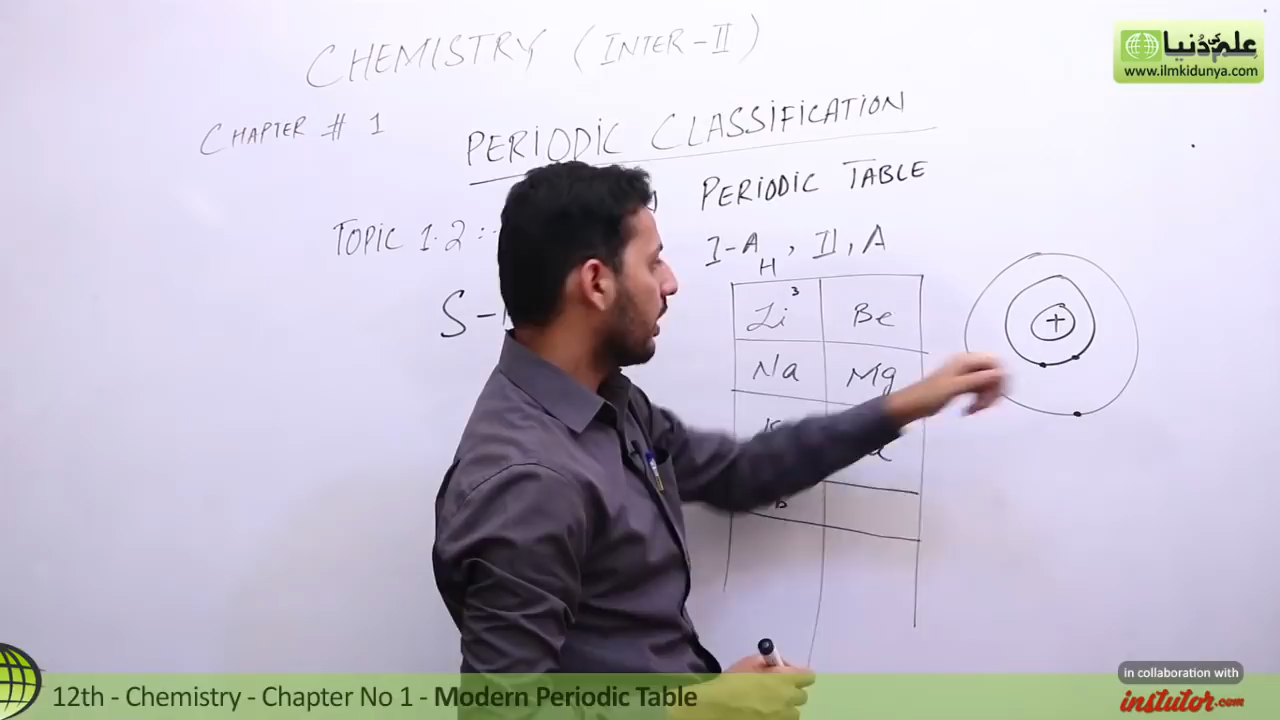 CHEMISTRY (INTER-II)
علم کی دنیا
www.ilmkidunya.com
CHAPTER # 1
PERIODIC CLASSIFICATION
PERIODIC TABLE
TOPIC 1.2 :-
I-A , II, A
H
S-
Li 3
Be
Na
Mg
+
in collaboration with
instutor.com
12th - Chemistry - Chapter No 1 - Modern Periodic Table